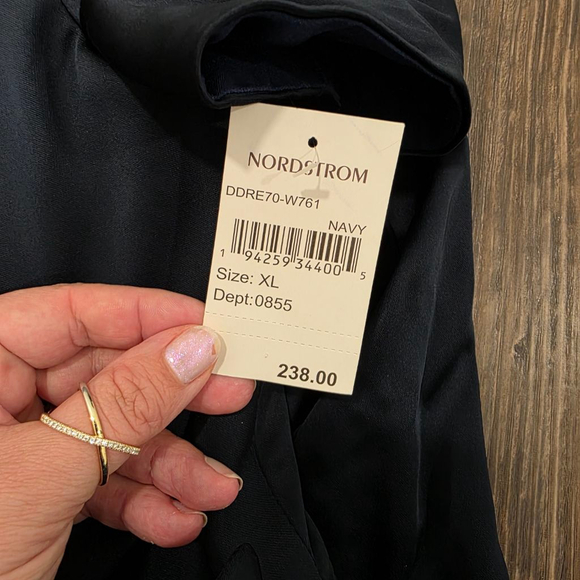 NORDSTROM
DDRE70-W761
NAVY
1 94259 34400 5
Size: XL
Dept:0855
238.00